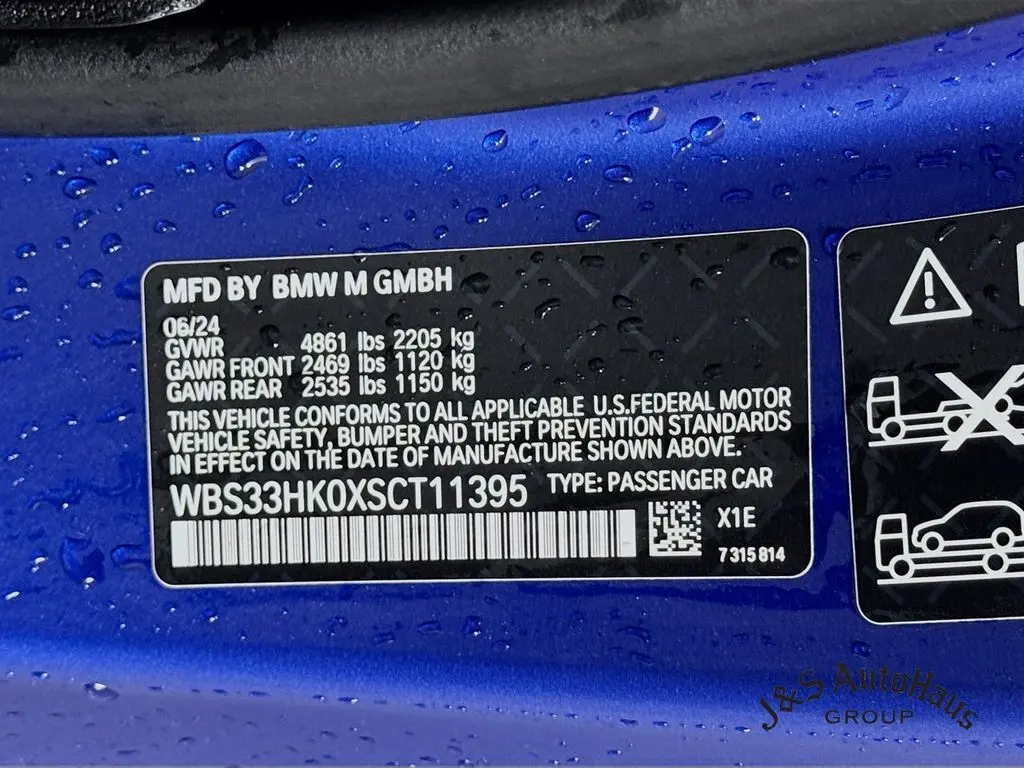 MFD BY BMW M GMBH
06/24
GVWR 4861 lbs 2205 kg
GAWR FRONT 2469 lbs 1120 kg
GAWR REAR 2535 lbs 1150 kg
THIS VEHICLE CONFORMS TO ALL APPLICABLE U.S.FEDERAL MOTOR
VEHICLE SAFETY, BUMPER AND THEFT PREVENTION STANDARDS
IN EFFECT ON THE DATE OF MANUFACTURE SHOWN ABOVE.
WBS33HK0XSCT11395 TYPE: PASSENGER CAR
X1E
7315814
J&S AutoHaus
GROUP